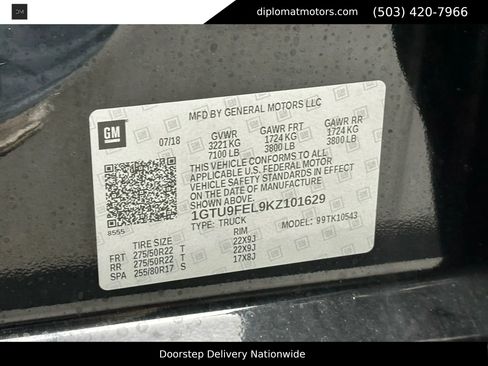 DM
diplomatmotors.com (503) 420-7966
MFD BY GENERAL MOTORS LLC
GM
07/18 GVWR GAWR FRT GAWR RR
3221 KG 1724 KG 1724 KG
7100 LB 3800 LB 3800 LB
THIS VEHICLE CONFORMS TO ALL
APPLICABLE U.S. FEDERAL MOTOR
VEHICLE SAFETY STANDARDS IN EFFECT
ON THE DATE OF MANUFACTURE
SHOWN ABOVE.
1GTU9FEL9KZ101629
8555
TYPE: TRUCK MODEL: 99TK10543
TIRE SIZE RIM
FRT 275/50R22 T 22X9J
RR 275/50R22 T 22X9J
SPA 255/80R17 S 17X8J
Doorstep Delivery Nationwide